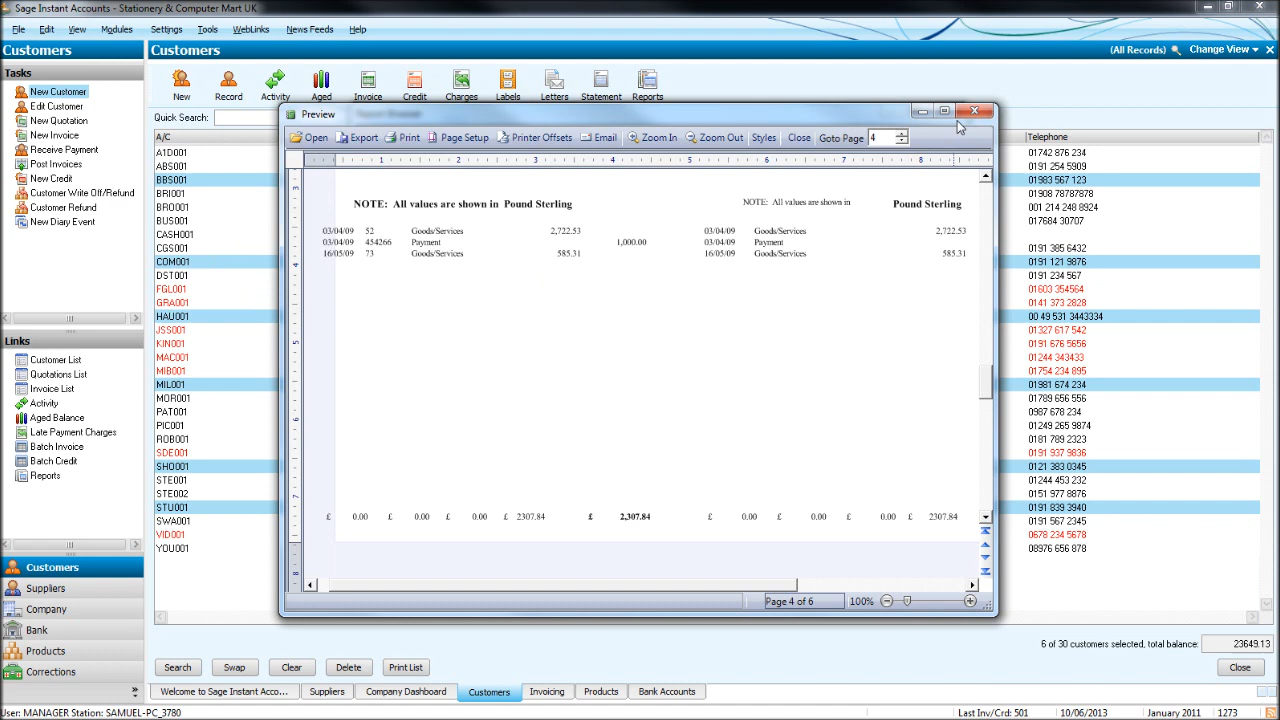 Sage Instant Accounts - Stationery & Computer Mart UK
File Edit View Modules Settings Tools WebLinks News Feeds Help
Customers
Tasks
New Customer
Edit Customer
New Quotation
New Invoice
Receive Payment
Post Invoices
New Credit
Customer Write Off/Refund
Customer Refund
New Diary Event
Links
Customer List
Quotations List
Invoice List
Activity
Aged Balance
Late Payment Charges
Batch Invoice
Batch Credit
Reports
Customers
Suppliers
Company
Bank
Products
Corrections
Customers (All Records) Change View
New Record Activity Aged Invoice Credit Charges Labels Letters Statement Reports
Quick Search:
A/C Telephone
A1D001 01742 876 234
ABS001 0191 254 5909
BBS001 01983 567 123
BRI001 01908 78787878
BRO001 001 214 248 8924
BUS001 017684 30707
CASH001
CGS001 0191 385 6432
COM001 0191 121 9876
DST001 0191 234 567
FGL001 01603 354564
GRA001 0141 373 2828
HAU001 00 49 531 3443334
JSS001 01327 617 542
KIN001 0191 676 5656
MAC001 01244 343433
MIB001 01754 234 895
MIL001 01981 674 234
MOR001 01789 656 556
PAT001 0987 678 234
PIC001 01249 265 9874
ROB001 0181 789 2323
SDE001 0191 937 9836
SHO001 0121 383 0345
STE001 01244 453 232
STE002 0151 977 8876
STU001 0191 839 3940
SWA001 0191 567 2345
VID001 0678 234 5678
YOU001 08976 656 878
Preview
Open Export Print Page Setup Printer Offsets Email Zoom In Zoom Out Styles Close Goto Page 4
1 2 3 4 5 6 7 8
3
4
5
6
7
8
NOTE: All values are shown in Pound Sterling NOTE: All values are shown in Pound Sterling
03/04/09 52 Goods/Services 2,722.53 03/04/09 Goods/Services 2,722.53
03/04/09 454266 Payment 1,000.00 03/04/09 Payment
16/05/09 73 Goods/Services 585.31 16/05/09 Goods/Services 585.31
£ 0.00 £ 0.00 £ 0.00 £ 2307.84 £ 2,307.84 £ 0.00 £ 0.00 £ 0.00 £ 2307.84
Page 4 of 6 100%
6 of 30 customers selected, total balance: 23649.13
Search Swap Clear Delete Print List Close
Welcome to Sage Instant Acco... Suppliers Company Dashboard Customers Invoicing Products Bank Accounts
User: MANAGER Station: SAMUEL-PC_3780 Last Inv/Crd: 501 10/06/2013 January 2011 1273